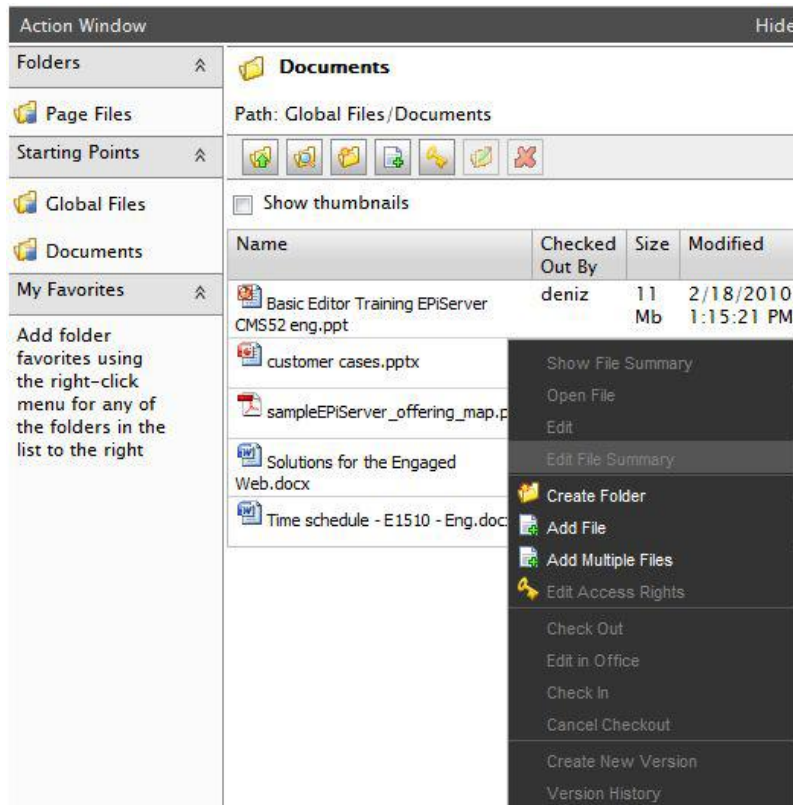 Action Window
Hide
Folders
Page Files
Starting Points
Global Files
Documents
My Favorites
Add folder
favorites using
the right-click
menu for any of
the folders in the
list to the right
Documents
Path: Global Files/Documents
Show thumbnails
Name Checked Size Modified
Out By
Basic Editor Training EPiServer deniz 11 2/18/2010
CMS52 eng.ppt Mb 1:15:21 PM
customer cases.pptx
sampleEPiServer_offering_map.p
Solutions for the Engaged
Web.docx
Time schedule - E1510 - Eng.doc
Show File Summary
Open File
Edit
Edit File Summary
Create Folder
Add File
Add Multiple Files
Edit Access Rights
Check Out
Edit in Office
Check In
Cancel Checkout
Create New Version
Version History